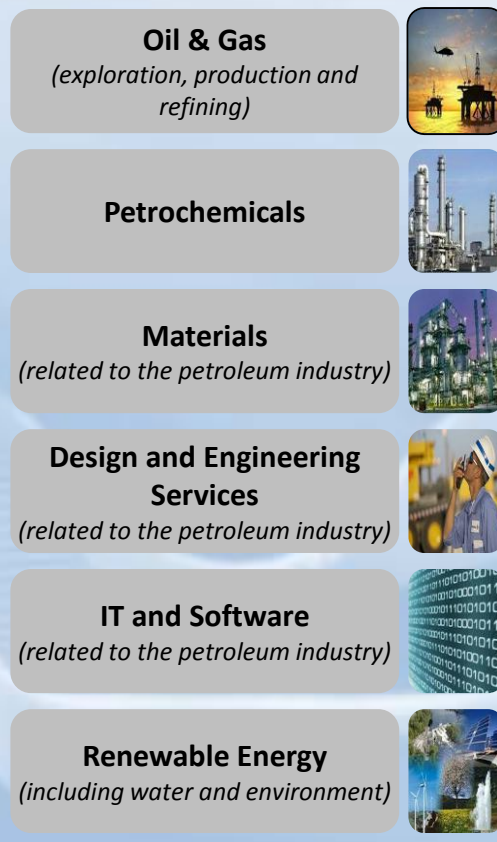 Oil & Gas
(exploration, production and
refining)
Petrochemicals
Materials
(related to the petroleum industry)
Design and Engineering
Services
(related to the petroleum industry)
IT and Software
(related to the petroleum industry)
Renewable Energy
(including water and environment)